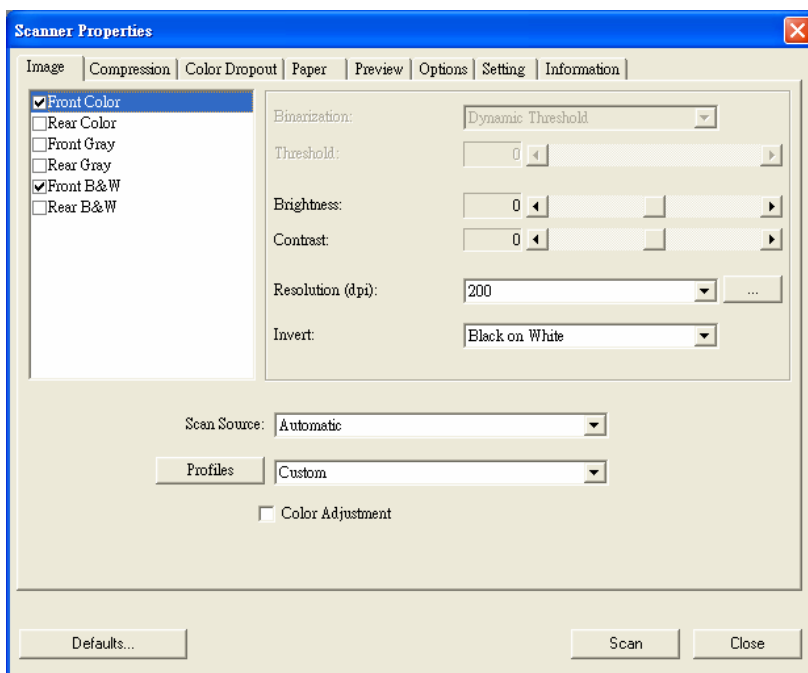 Scanner Properties
Image Compression Color Dropout Paper Preview Options Setting Information
Front Color
Rear Color
Front Gray
Rear Gray
Front B&W
Rear B&W
Binarization: Dynamic Threshold
Threshold: 0
Brightness: 0
Contrast: 0
Resolution (dpi): 200 ...
Invert: Black on White
Scan Source: Automatic
Profiles Custom
Color Adjustment
Defaults... Scan Close